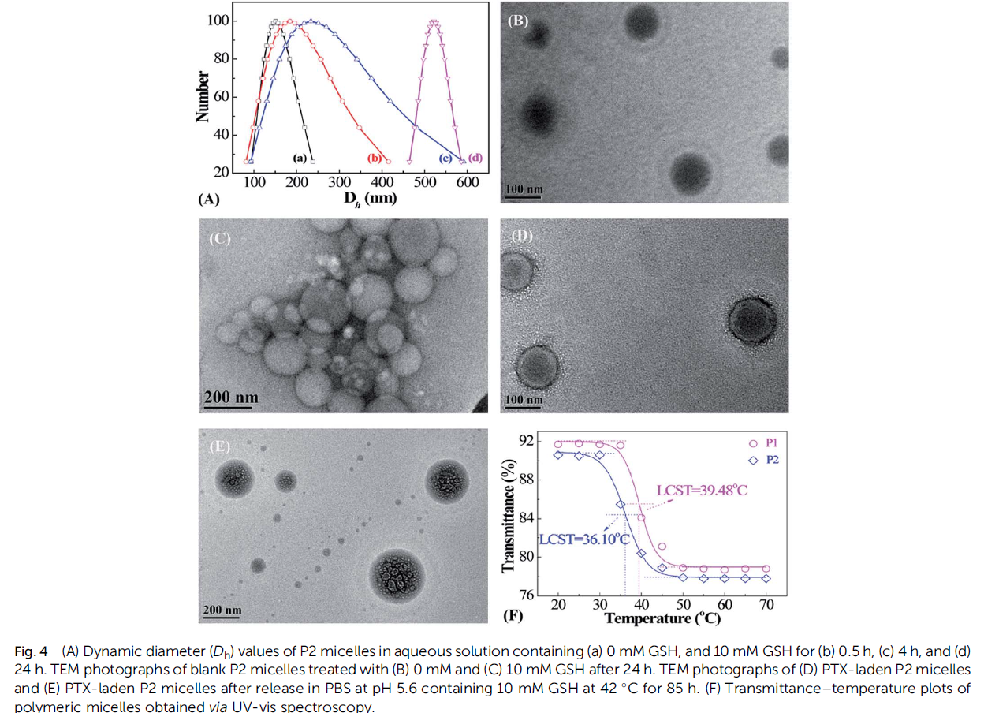 100
80
60
40
20
Number
(a)
(b)
(c)
(d)
100 200 300 400 500 600
(A)
Dh (nm)
(B)
100 nm
(C)
200 nm
(D)
100 nm
(E)
200 nm
92
88
84
80
76
Transmittance (%)
P1
P2
LCST=39.48°C
LCST=36.10°C
20 30 40 50 60 70
(F)
Temperature (°C)
Fig. 4 (A) Dynamic diameter (Dh) values of P2 micelles in aqueous solution containing (a) 0 mM GSH, and 10 mM GSH for (b) 0.5 h, (c) 4 h, and (d)
24 h. TEM photographs of blank P2 micelles treated with (B) 0 mM and (C) 10 mM GSH after 24 h. TEM photographs of (D) PTX-laden P2 micelles
and (E) PTX-laden P2 micelles after release in PBS at pH 5.6 containing 10 mM GSH at 42 °C for 85 h. (F) Transmittance–temperature plots of
polymeric micelles obtained via UV-vis spectroscopy.